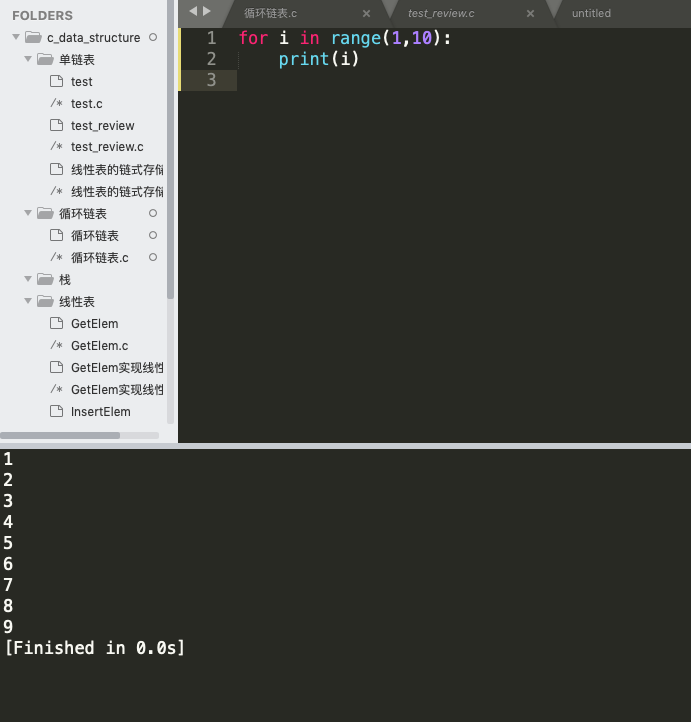 FOLDERS
c_data_structure
单链表
test
/* test.c
test_review
/* test_review.c
线性表的链式存储
/* 线性表的链式存储
循环链表
循环链表
/* 循环链表.c
栈
线性表
GetElem
/* GetElem.c
GetElem实现线性
/* GetElem实现线性
InsertElem
循环链表.c
test_review.c
untitled
1 for i in range(1,10):
2     print(i)
3
1
2
3
4
5
6
7
8
9
[Finished in 0.0s]